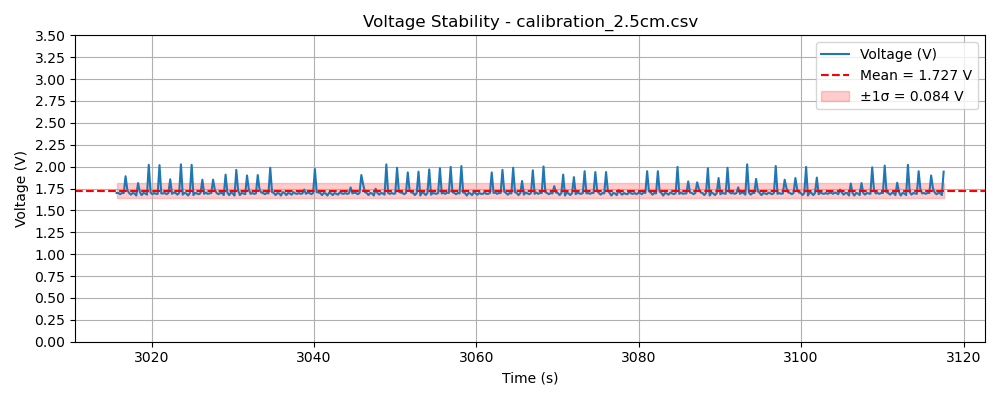 Voltage Stability - calibration_2.5cm.csv
Voltage (V)
3.50
3.25
3.00
2.75
2.50
2.25
2.00
1.75
1.50
1.25
1.00
0.75
0.50
0.25
0.00
Voltage (V)
Mean = 1.727 V
±1σ = 0.084 V
3020 3040 3060 3080 3100 3120
Time (s)